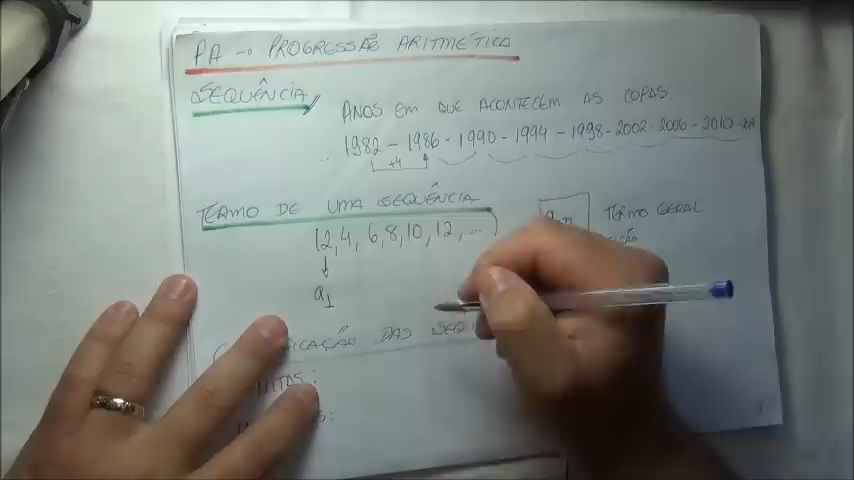 PA → PROGRESSÃO ARITMÉTICA
SEQUÊNCIA
ANOS EM QUE ACONTECEM AS COPAS.
1982 - 1986 - 1990 - 1994 - 1998 - 2002 - 2006 - 2010 -
+4
TERMO DE UMA SEQUÊNCIA
(2,4, 6,8,10, 12, ...)
an TERMO GERAL
a1
DAS